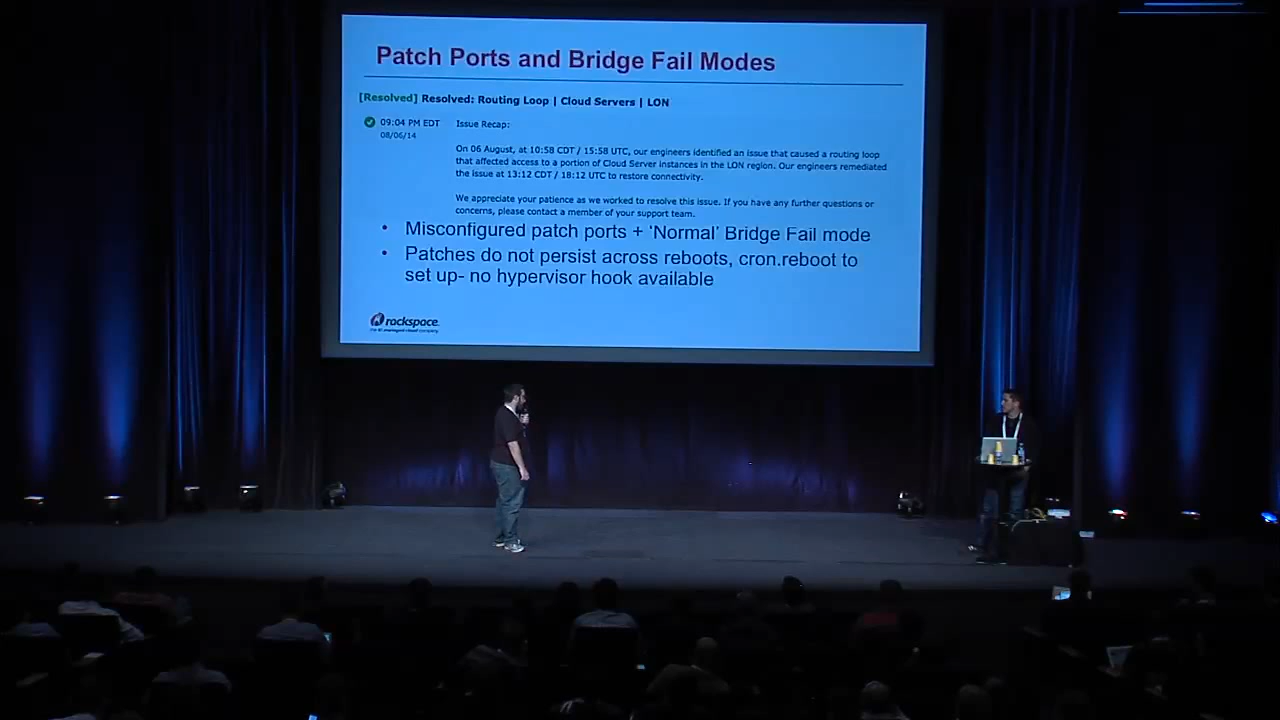 Patch Ports and Bridge Fail Modes
[Resolved] Resolved: Routing Loop | Cloud Servers | LON
09:04 PM EDT
08/06/14
Issue Recap:
On 06 August, at 10:58 CDT / 15:58 UTC, our engineers identified an issue that caused a routing loop
that affected access to a portion of Cloud Server instances in the LON region. Our engineers remediated
the issue at 13:12 CDT / 18:12 UTC to restore connectivity.
We appreciate your patience as we worked to resolve this issue. If you have any further questions or
concerns, please contact a member of your support team.
• Misconfigured patch ports + ‘Normal’ Bridge Fail mode
• Patches do not persist across reboots, cron.reboot to
set up- no hypervisor hook available
rackspace
the #1 managed cloud company